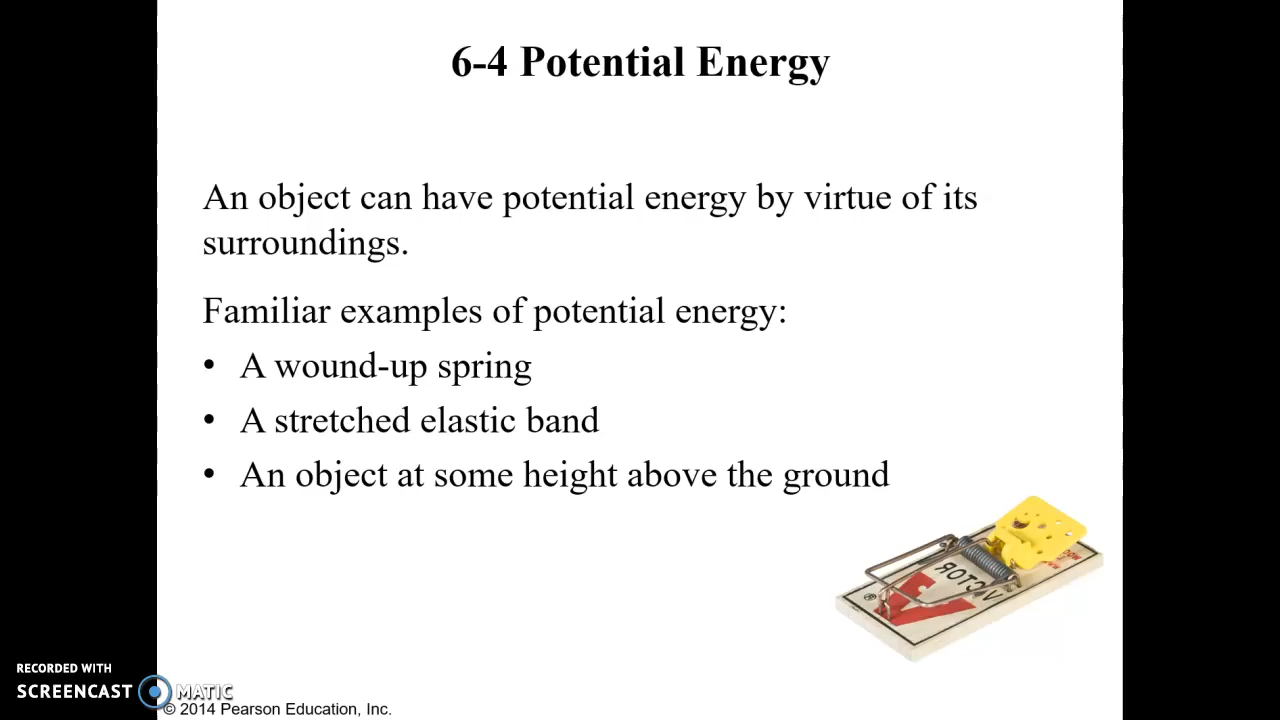 6-4 Potential Energy
An object can have potential energy by virtue of its
surroundings.
Familiar examples of potential energy:
• A wound-up spring
• A stretched elastic band
• An object at some height above the ground
VICTOR
RECORDED WITH
SCREENCAST MATIC
© 2014 Pearson Education, Inc.